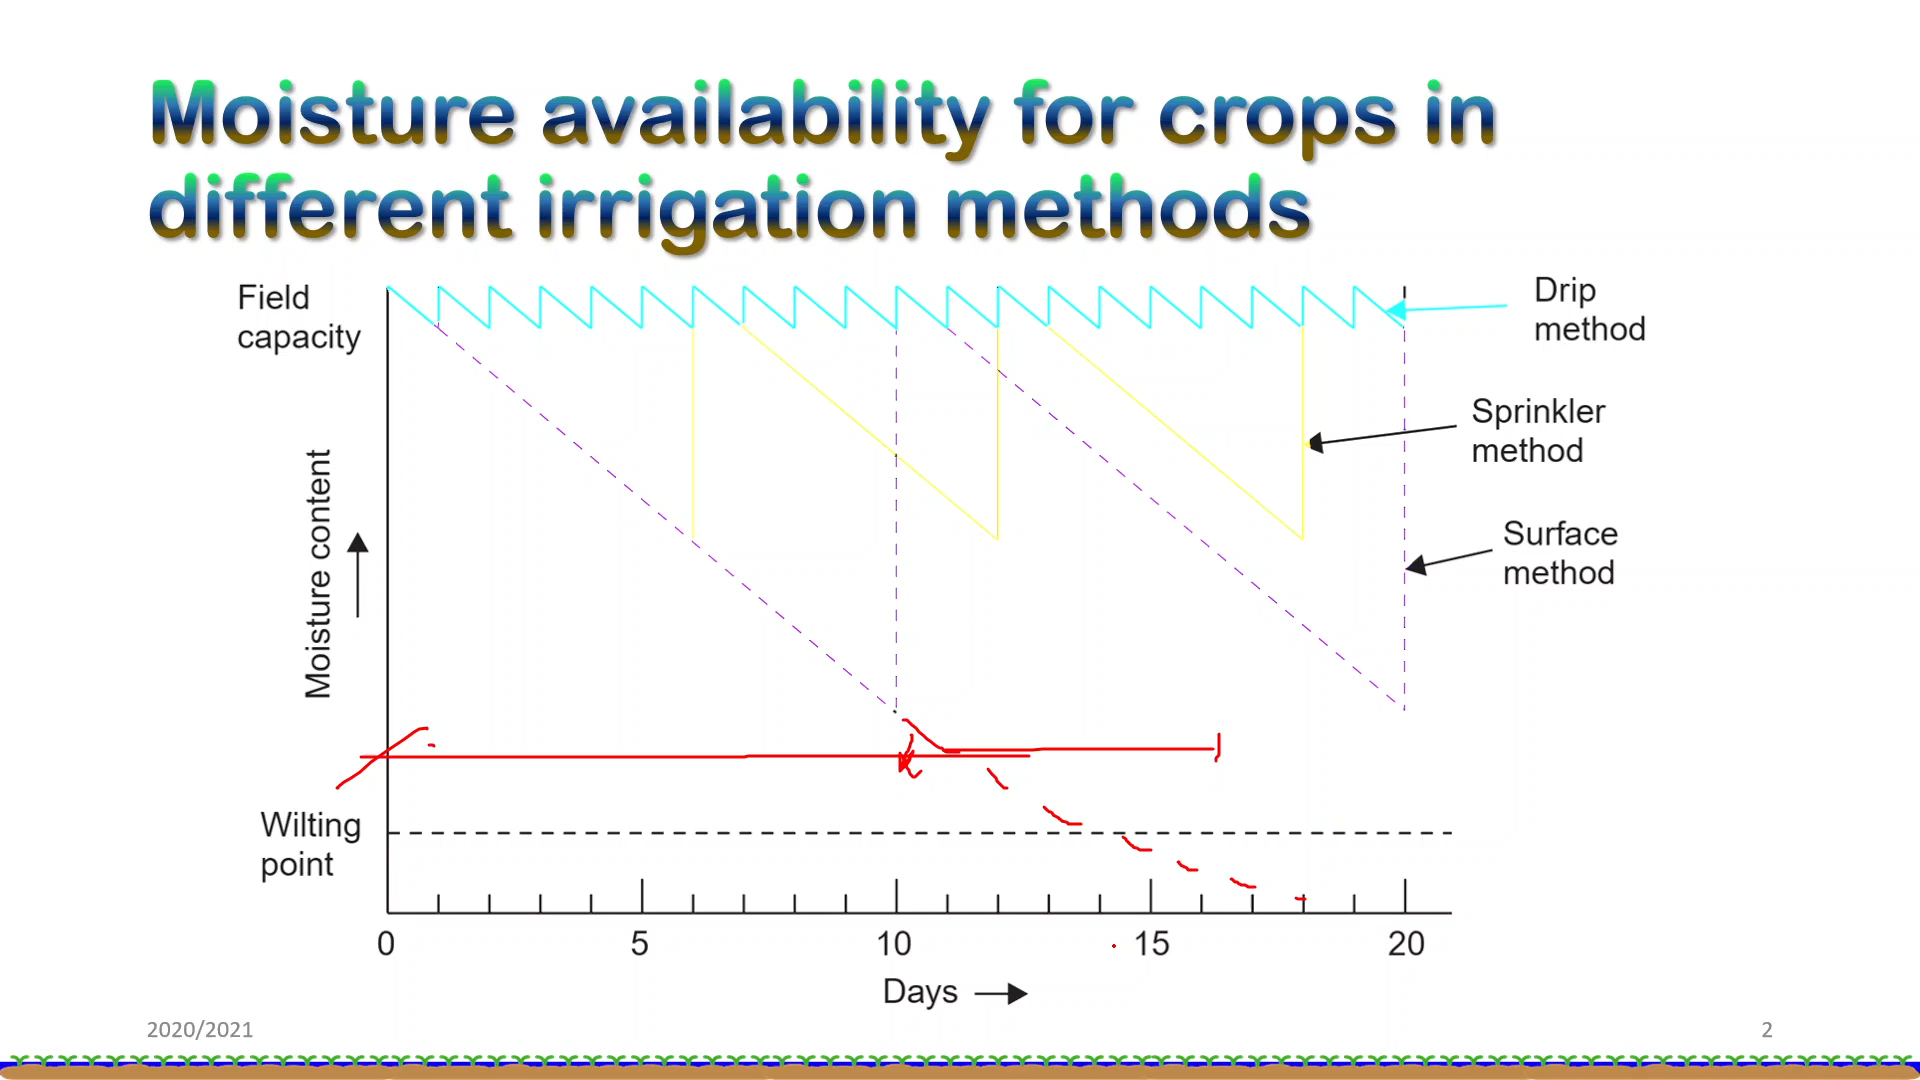 Moisture availability for crops in
different irrigation methods
Field
capacity
Drip
method
Sprinkler
method
Surface
method
Moisture content
Wilting
point
0 5 10 15 20
Days
2020/2021
2